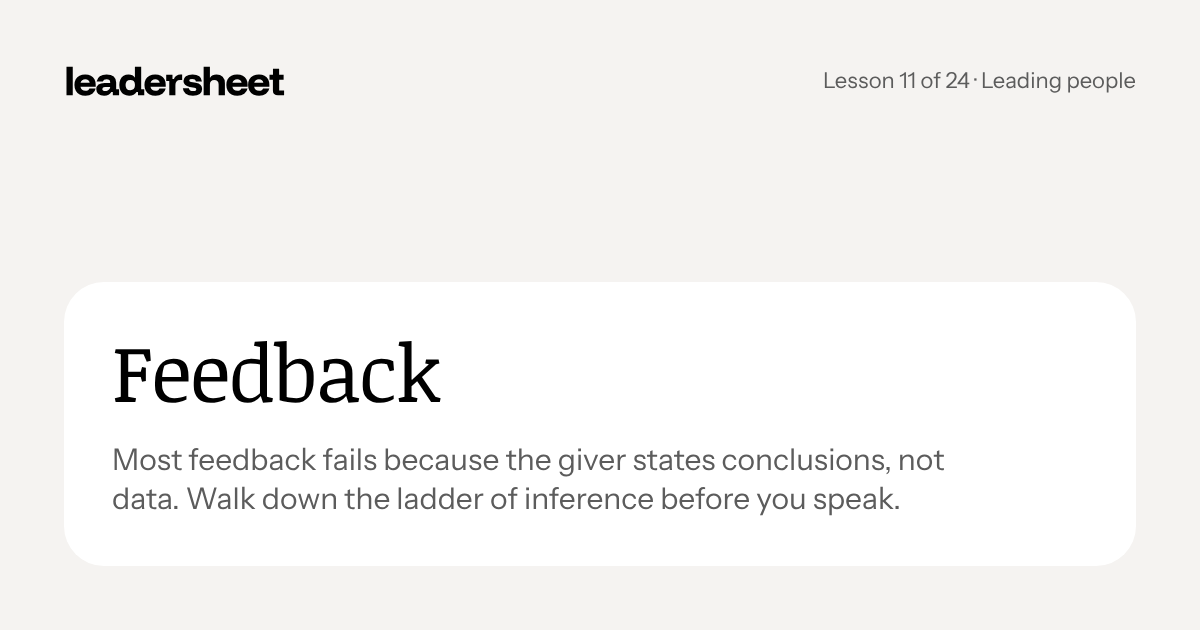 leadersheet
Lesson 11 of 24 · Leading people
Feedback
Most feedback fails because the giver states conclusions, not
data. Walk down the ladder of inference before you speak.